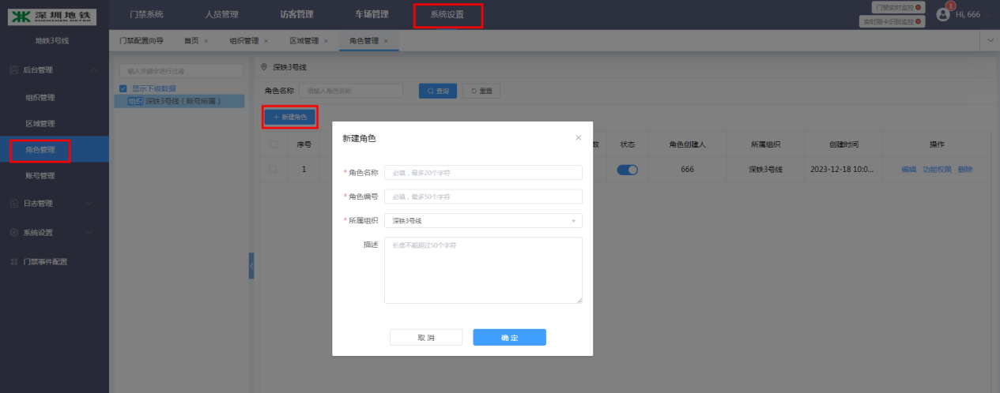 深圳地铁
SHENZHEN METRO
门禁系统
人员管理
访客管理
车场管理
系统设置
门禁实时监控
实时刷卡识别监控
1
Hi, 666
地铁3号线
门禁配置向导
首页 ×
组织管理 ×
区域管理 ×
角色管理 ×
后台管理
组织管理
区域管理
角色管理
账号管理
日志管理
系统设置
门禁事件配置
输入关键字进行过滤
显示下级数据
组织 深铁3号线（账号所属）
深铁3号线
角色名称 请输入角色名称
查询
重置
+ 新建角色
序号
数
状态
角色创建人
所属组织
创建时间
操作
1
666
深铁3号线
2023-12-18 10:0...
编辑 功能权限 删除
新建角色
×
* 角色名称 必填，最多20个字符
* 角色编号 必填，最多50个字符
* 所属组织 深铁3号线
描述 长度不能超过50个字符
取 消
确 定